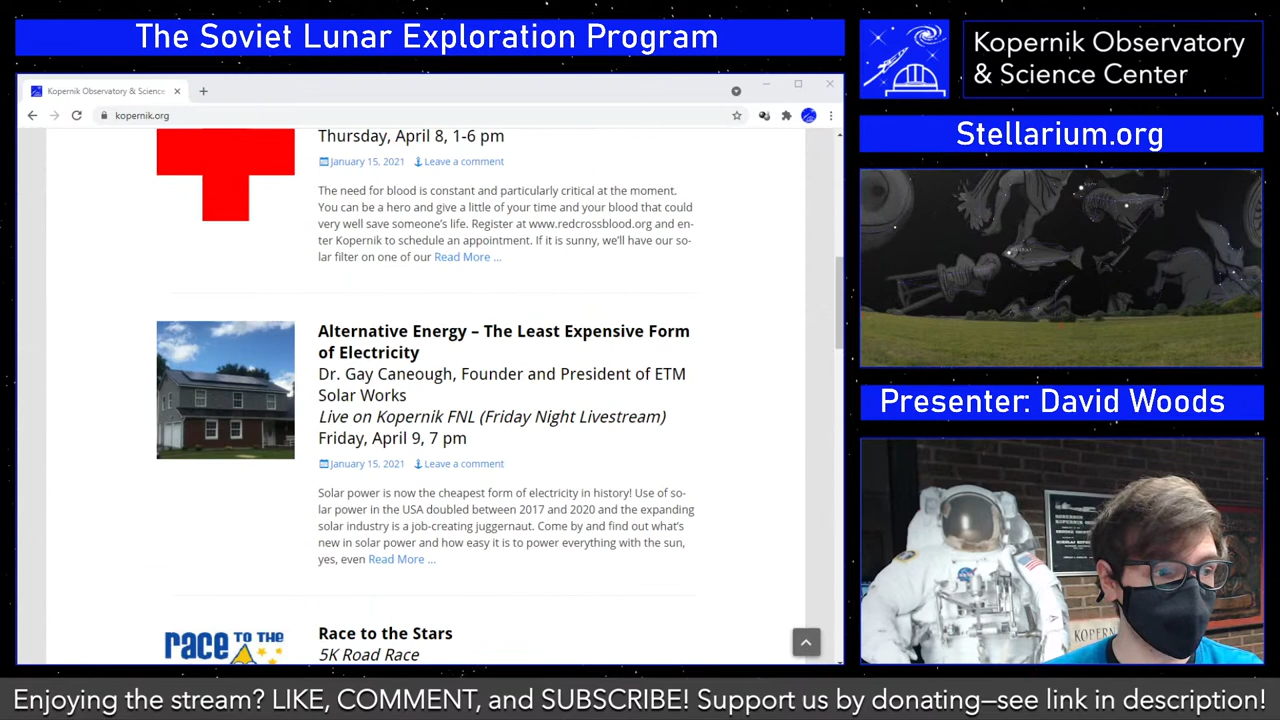 The Soviet Lunar Exploration Program
Kopernik Observatory
& Science Center
Kopernik Observatory & Science
kopernik.org
Thursday, April 8, 1-6 pm
January 15, 2021 Leave a comment
The need for blood is constant and particularly critical at the moment.
You can be a hero and give a little of your time and your blood that could
very well save someone's life. Register at www.redcrossblood.org and en-
ter Kopernik to schedule an appointment. If it is sunny, we'll have our so-
lar filter on one of our Read More ...
Alternative Energy – The Least Expensive Form
of Electricity
Dr. Gay Caneough, Founder and President of ETM
Solar Works
Live on Kopernik FNL (Friday Night Livestream)
Friday, April 9, 7 pm
January 15, 2021 Leave a comment
Solar power is now the cheapest form of electricity in history! Use of so-
lar power in the USA doubled between 2017 and 2020 and the expanding
solar industry is a job-creating juggernaut. Come by and find out what's
new in solar power and how easy it is to power everything with the sun,
yes, even Read More ...
RACE TO THE
Race to the Stars
5K Road Race
Stellarium.org
Presenter: David Woods
NASA
KOPERN
Enjoying the stream? LIKE, COMMENT, and SUBSCRIBE! Support us by donating—see link in description!